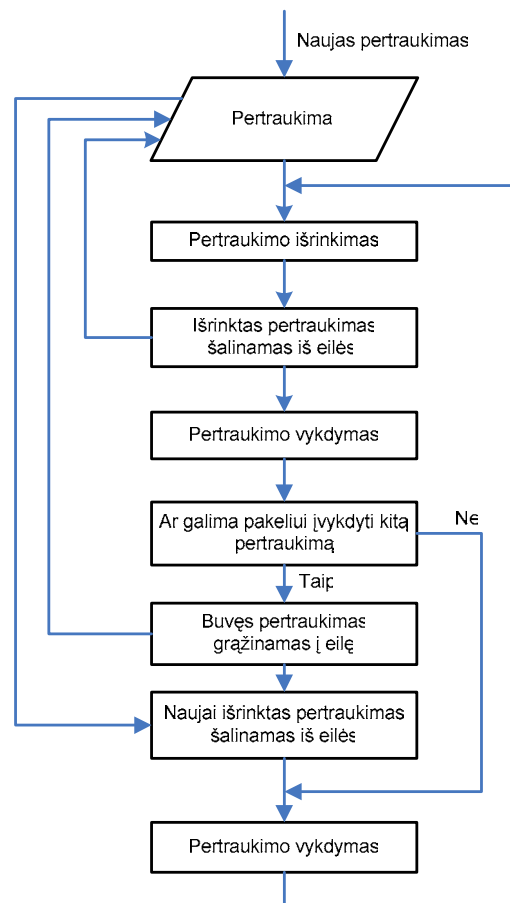 Naujas pertraukimas
Pertraukima
Pertraukimo išrinkimas
Išrinktas pertraukimas
šalinamas iš eilės
Pertraukimo vykdymas
Ar galima pakeliui įvykdyti kitą
pertraukimą
Ne
Taip
Buvęs pertraukimas
grąžinamas į eilę
Naujai išrinktas pertraukimas
šalinamas iš eilės
Pertraukimo vykdymas